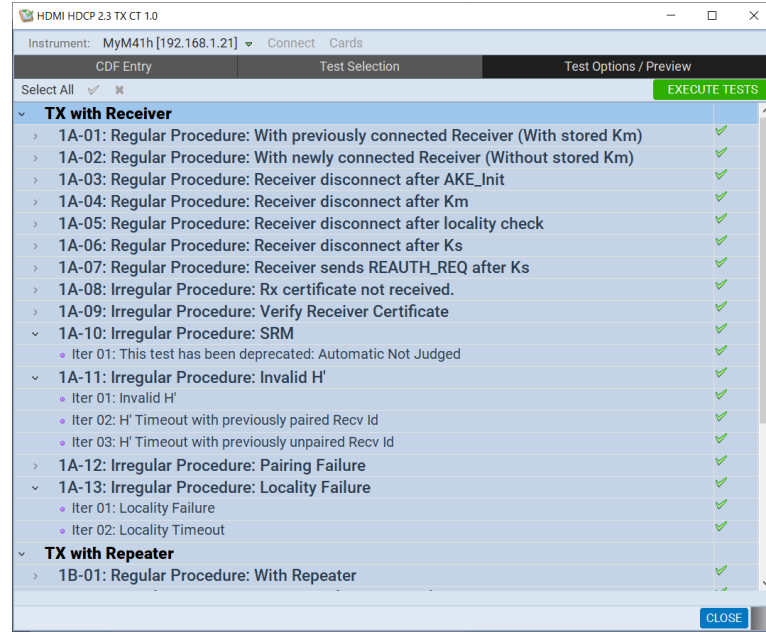 HDMI HDCP 2.3 TX CT 1.0
Instrument: MyM41h [192.168.1.21] Connect Cards
CDF Entry Test Selection Test Options / Preview
Select All EXECUTE TESTS
TX with Receiver
1A-01: Regular Procedure: With previously connected Receiver (With stored Km)
1A-02: Regular Procedure: With newly connected Receiver (Without stored Km)
1A-03: Regular Procedure: Receiver disconnect after AKE_Init
1A-04: Regular Procedure: Receiver disconnect after Km
1A-05: Regular Procedure: Receiver disconnect after locality check
1A-06: Regular Procedure: Receiver disconnect after Ks
1A-07: Regular Procedure: Receiver sends REAUTH_REQ after Ks
1A-08: Irregular Procedure: Rx certificate not received.
1A-09: Irregular Procedure: Verify Receiver Certificate
1A-10: Irregular Procedure: SRM
Iter 01: This test has been deprecated: Automatic Not Judged
1A-11: Irregular Procedure: Invalid H'
Iter 01: Invalid H'
Iter 02: H' Timeout with previously paired Recv Id
Iter 03: H' Timeout with previously unpaired Recv Id
1A-12: Irregular Procedure: Pairing Failure
1A-13: Irregular Procedure: Locality Failure
Iter 01: Locality Failure
Iter 02: Locality Timeout
TX with Repeater
1B-01: Regular Procedure: With Repeater
CLOSE